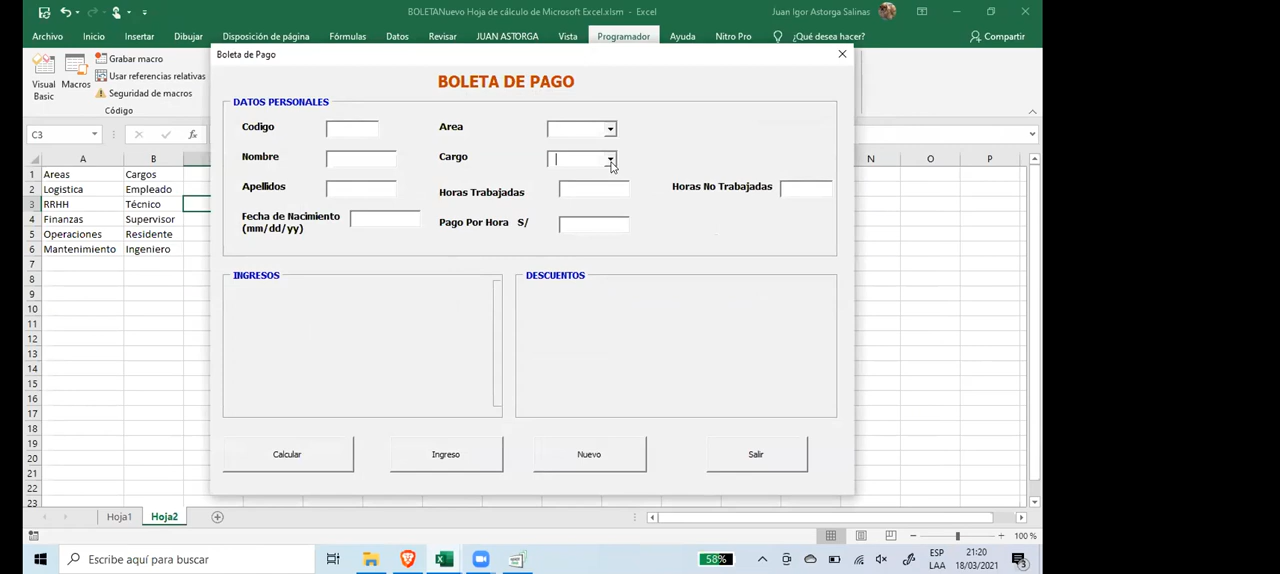 BOLETANuevo Hoja de cálculo de Microsoft Excel.xlsm - Excel
Juan Igor Astorga Salinas
Archivo Inicio Insertar Dibujar Disposición de página Fórmulas Datos Revisar JUAN ASTORGA Vista Programador Ayuda Nitro Pro ¿Qué desea hacer? Compartir
Visual Basic
Macros
Grabar macro
Usar referencias relativas
Seguridad de macros
Código
C3
fx
A B N O P
1 Areas Cargos
2 Logistica Empleado
3 RRHH Técnico
4 Finanzas Supervisor
5 Operaciones Residente
6 Mantenimiento Ingeniero
7
8
9
10
11
12
13
14
15
16
17
18
19
20
21
22
23
Boleta de Pago
BOLETA DE PAGO
DATOS PERSONALES
Codigo Area
Nombre Cargo
Apellidos Horas Trabajadas Horas No Trabajadas
Fecha de Nacimiento
(mm/dd/yy)
Pago Por Hora S/
INGRESOS DESCUENTOS
Calcular Ingreso Nuevo Salir
Hoja1 Hoja2
100 %
Escribe aquí para buscar
58%
ESP
LAA
21:20
18/03/2021
3